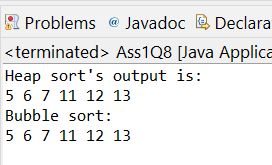 Problems @ Javadoc Declara
<terminated> Ass1Q8 [Java Applica
Heap sort's output is:
5 6 7 11 12 13
Bubble sort:
5 6 7 11 12 13